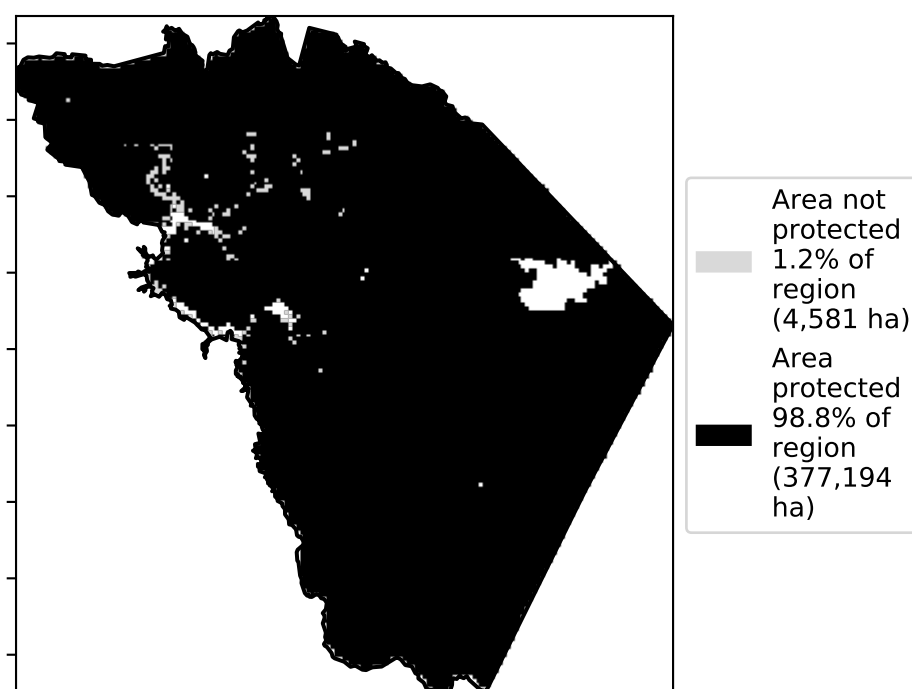 Area not
protected
1.2% of
region
(4,581 ha)
Area
protected
98.8% of
region
(377,194
ha)